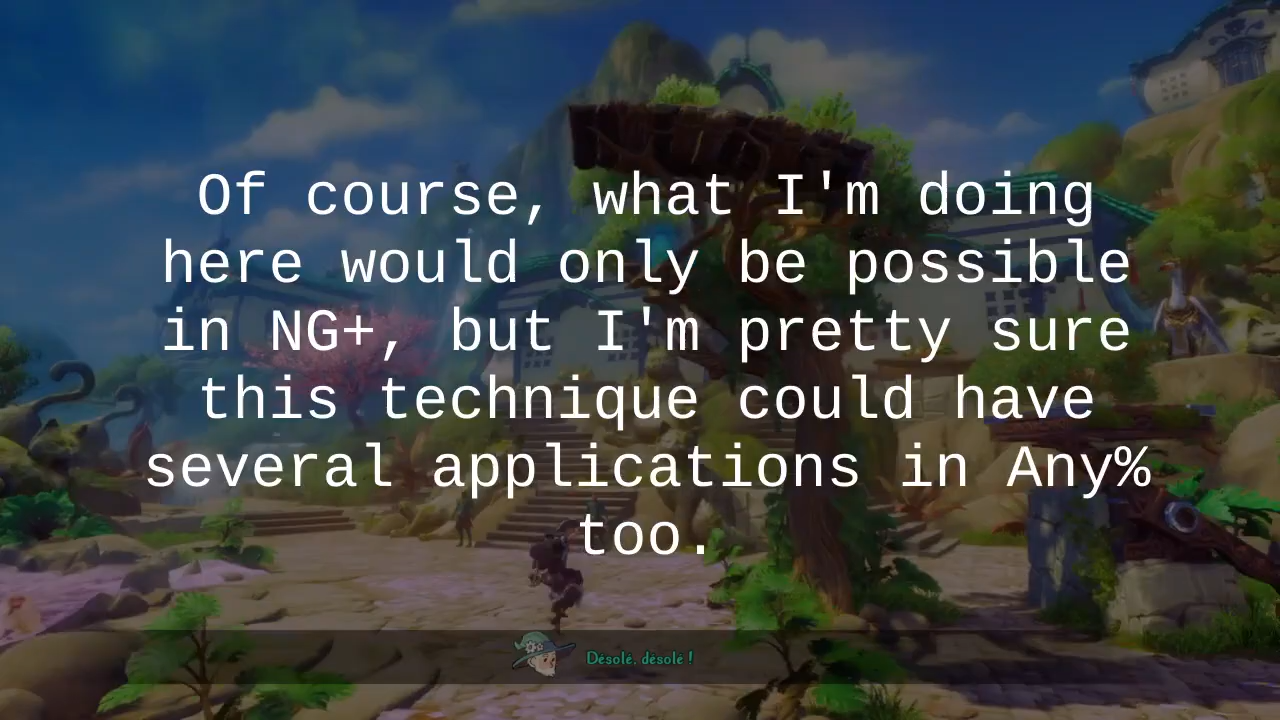 Of course, what I'm doing
here would only be possible
in NG+, but I'm pretty sure
this technique could have
several applications in Any%
too.
Désolé, désolé !